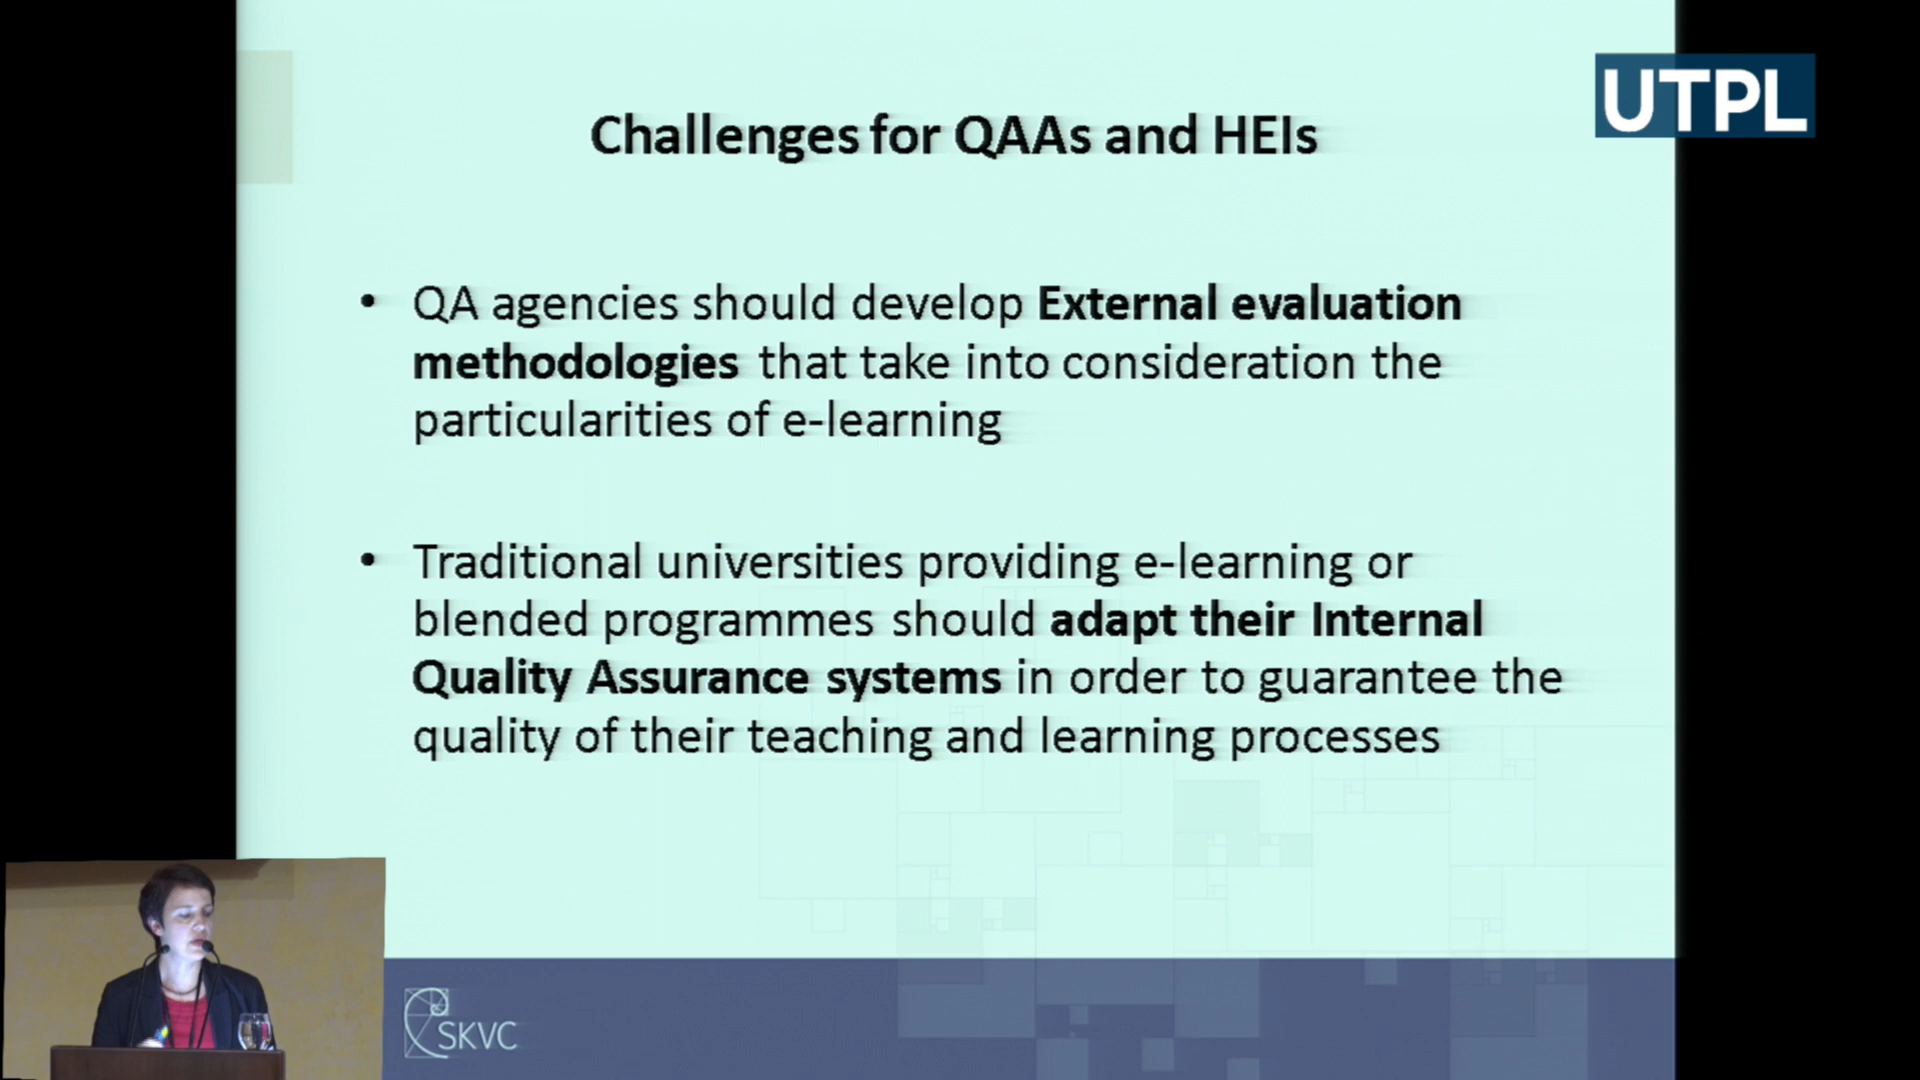 UTPL
Challenges for QAAs and HEIs
• QA agencies should develop External evaluation
methodologies that take into consideration the
particularities of e-learning
• Traditional universities providing e-learning or
blended programmes should adapt their Internal
Quality Assurance systems in order to guarantee the
quality of their teaching and learning processes
SKVC